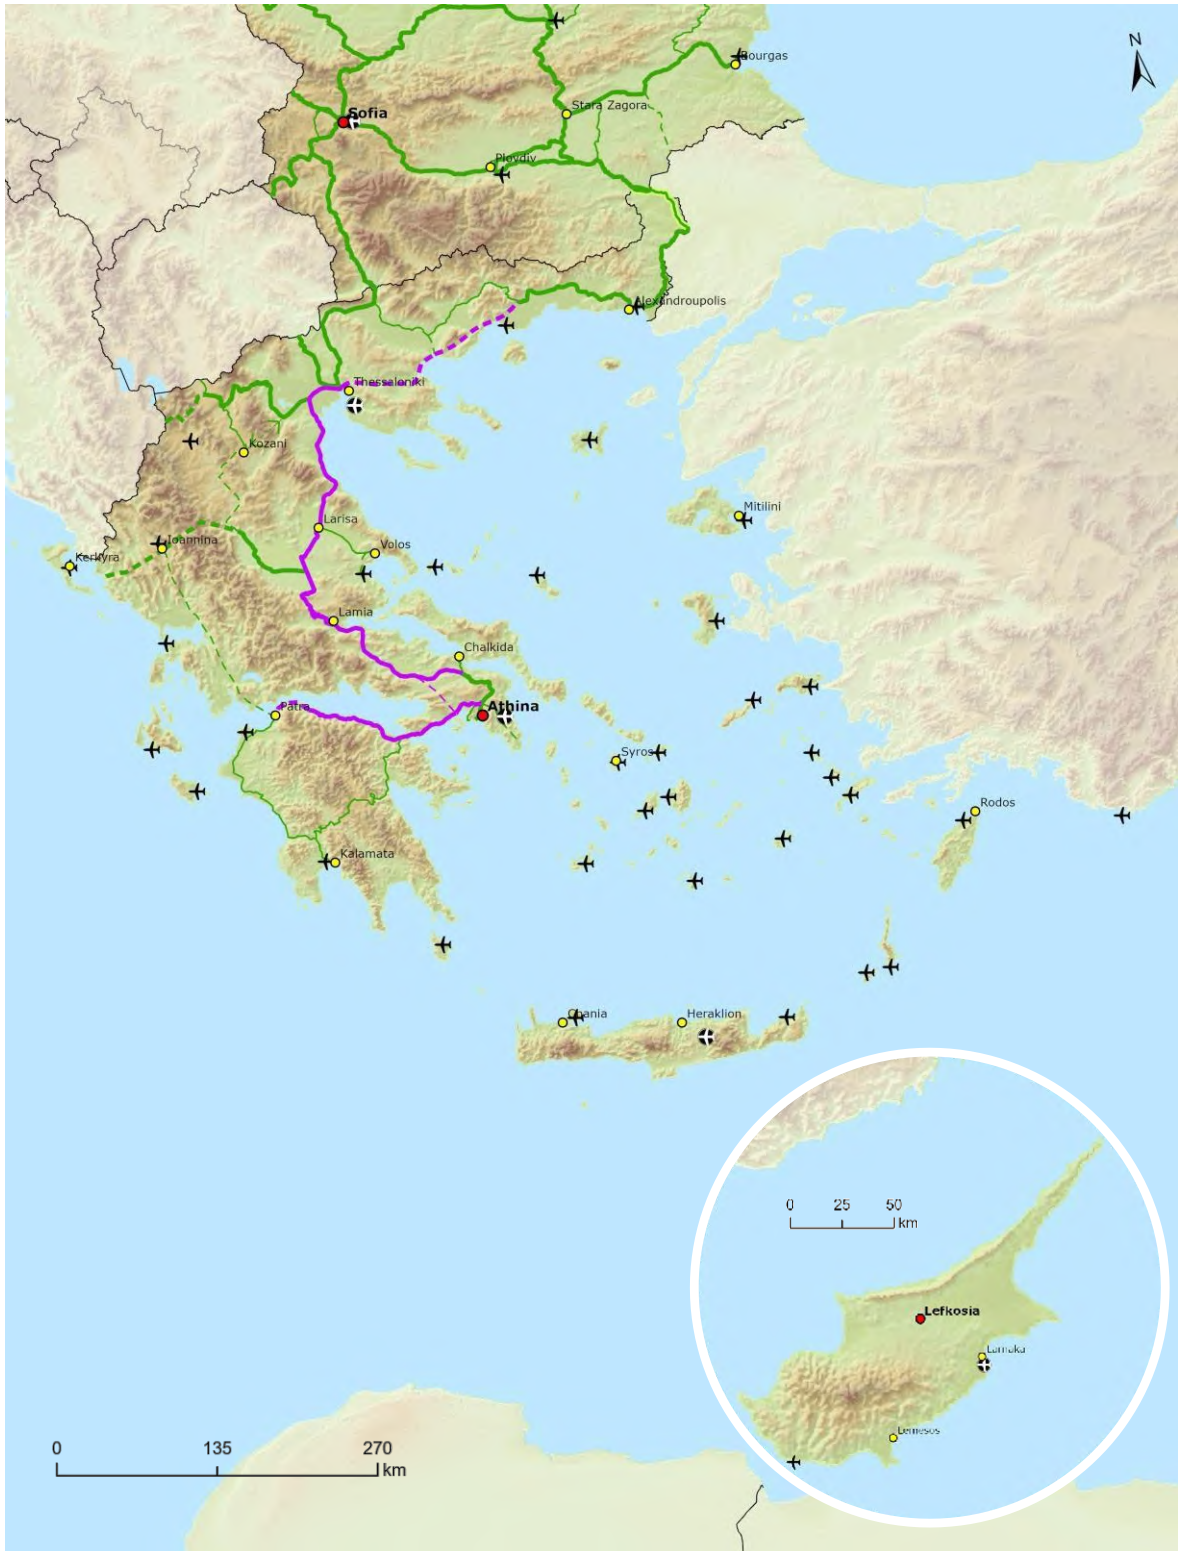 N
Bourgas
Stara Zagora
Sofia
Plovdiv
Alexandroupolis
Thessaloniki
Kozani
Mitilini
Larisa
Ioannina
Volos
Kerkyra
Lamia
Chalkida
Patra
Athina
Syros
Rodos
Kalamata
Chania
Heraklion
0 25 50
km
Lefkosia
Larnaka
Lemesos
0 135 270
km